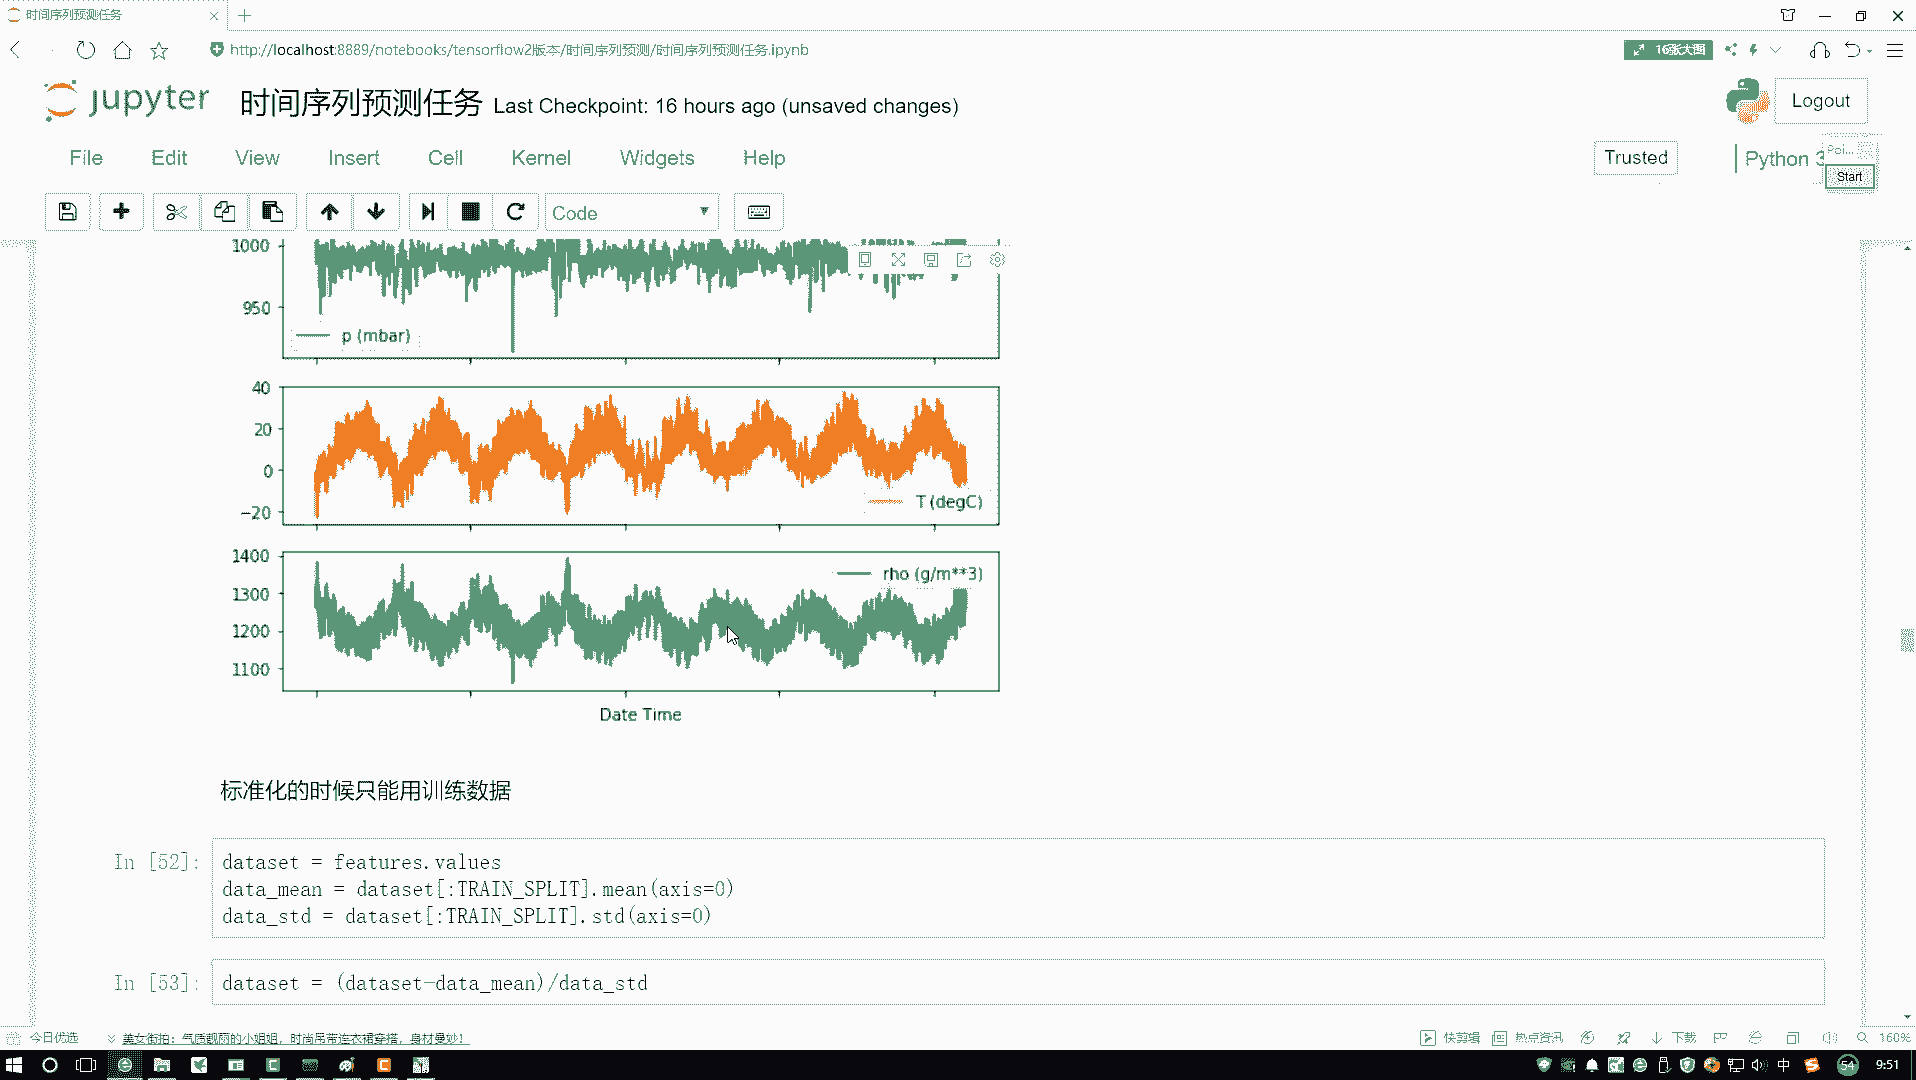 时间序列预测任务
http://localhost:8889/notebooks/tensorflow2版本/时间序列预测/时间序列预测任务.ipynb
16张大图
jupyter 时间序列预测任务 Last Checkpoint: 16 hours ago (unsaved changes)
Logout
File Edit View Insert Cell Kernel Widgets Help
Trusted
Python 3
Poi...
Start
Code
1000
950
p (mbar)
40
20
0
−20
T (degC)
1400
1300
1200
1100
rho (g/m**3)
Date Time
标准化的时候只能用训练数据
In [52]:
dataset = features.values
data_mean = dataset[:TRAIN_SPLIT].mean(axis=0)
data_std = dataset[:TRAIN_SPLIT].std(axis=0)
In [53]:
dataset = (dataset-data_mean)/data_std
今日优选
美女街拍：气质靓丽的小姐姐，时尚吊带连衣裙穿搭，身材曼妙！
快剪辑
热点资讯
下载
160%
中
54
9:51